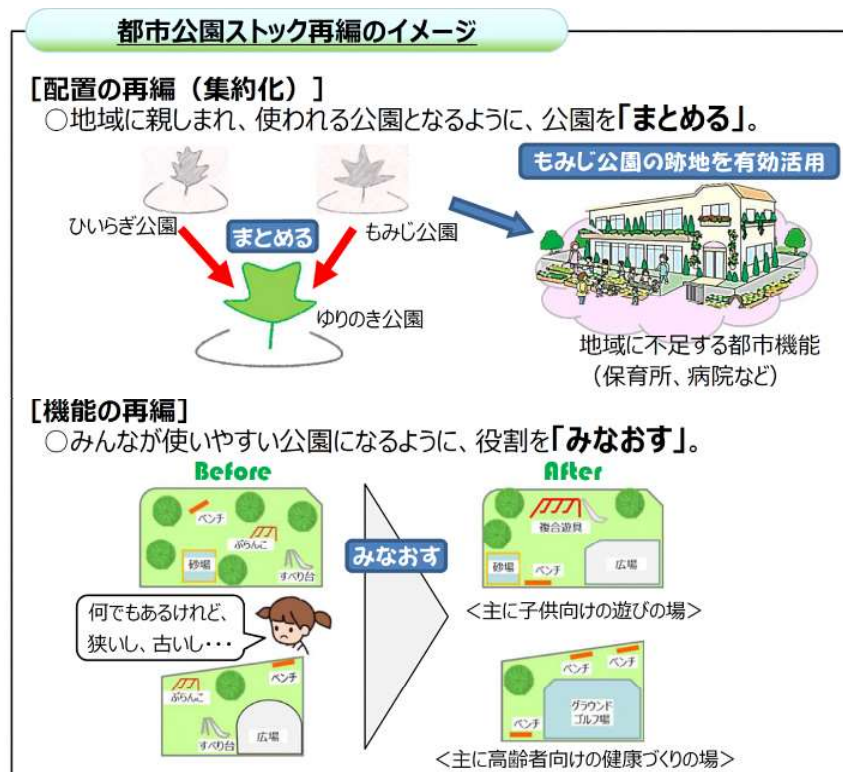 都市公園ストック再編のイメージ
[配置の再編（集約化）]
○地域に親しまれ、使われる公園となるように、公園を「まとめる」。
ひいらぎ公園
もみじ公園
まとめる
ゆりのき公園
もみじ公園の跡地を有効活用
地域に不足する都市機能
（保育所、病院など）
[機能の再編]
○みんなが使いやすい公園になるように、役割を「みなおす」。
Before
ベンチ
ぶらんこ
砂場
すべり台
何でもあるけれど、
狭いし、古いし・・・
ベンチ
ぶらんこ
すべり台
広場
みなおす
After
複合遊具
砂場
ベンチ
広場
＜主に子供向けの遊びの場＞
ベンチ
ベンチ
グラウンド
ゴルフ場
ベンチ
＜主に高齢者向けの健康づくりの場＞